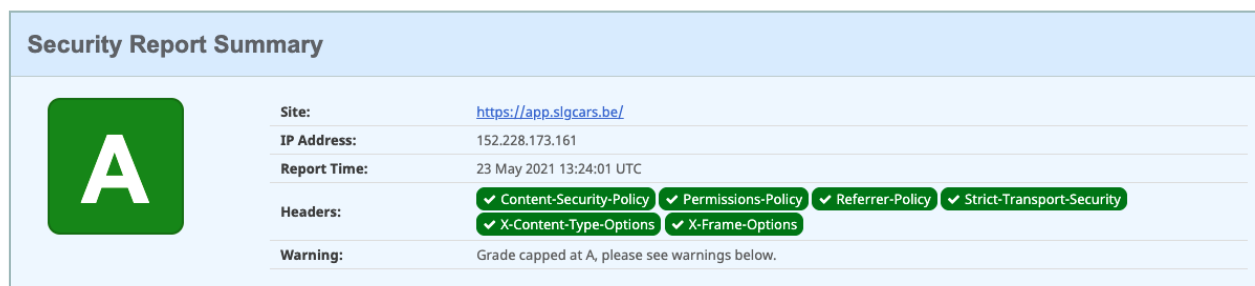 Security Report Summary
A
Site: https://app.slgcars.be/
IP Address: 152.228.173.161
Report Time: 23 May 2021 13:24:01 UTC
Headers: ✔ Content-Security-Policy ✔ Permissions-Policy ✔ Referrer-Policy ✔ Strict-Transport-Security
✔ X-Content-Type-Options ✔ X-Frame-Options
Warning: Grade capped at A, please see warnings below.